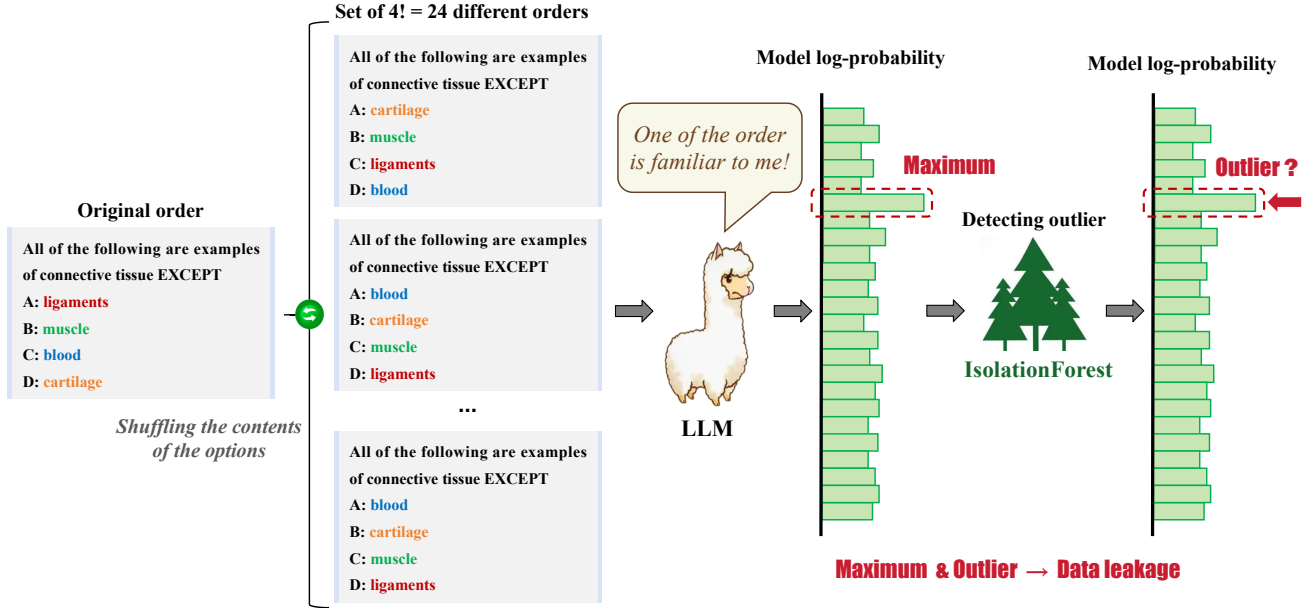 Original order
All of the following are examples
of connective tissue EXCEPT
A: ligaments
B: muscle
C: blood
D: cartilage
Shuffling the contents
of the options
Set of 4! = 24 different orders
All of the following are examples
of connective tissue EXCEPT
A: cartilage
B: muscle
C: ligaments
D: blood
All of the following are examples
of connective tissue EXCEPT
A: blood
B: cartilage
C: muscle
D: ligaments
...
All of the following are examples
of connective tissue EXCEPT
A: blood
B: cartilage
C: muscle
D: ligaments
One of the order
is familiar to me!
LLM
Model log-probability
Maximum
Detecting outlier
IsolationForest
Model log-probability
Outlier ?
Maximum & Outlier → Data leakage